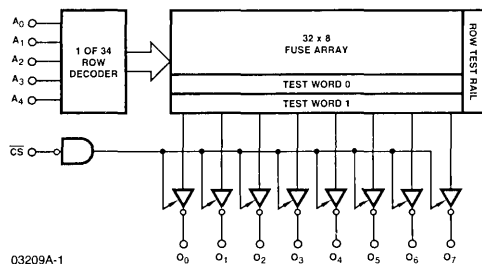 A0
A1
A2
A3
A4
1 OF 34
ROW
DECODER
32 x 8
FUSE ARRAY
TEST WORD 0
TEST WORD 1
ROW TEST RAIL
CS
O0 O1 O2 O3 O4 O5 O6 O7
03209A-1